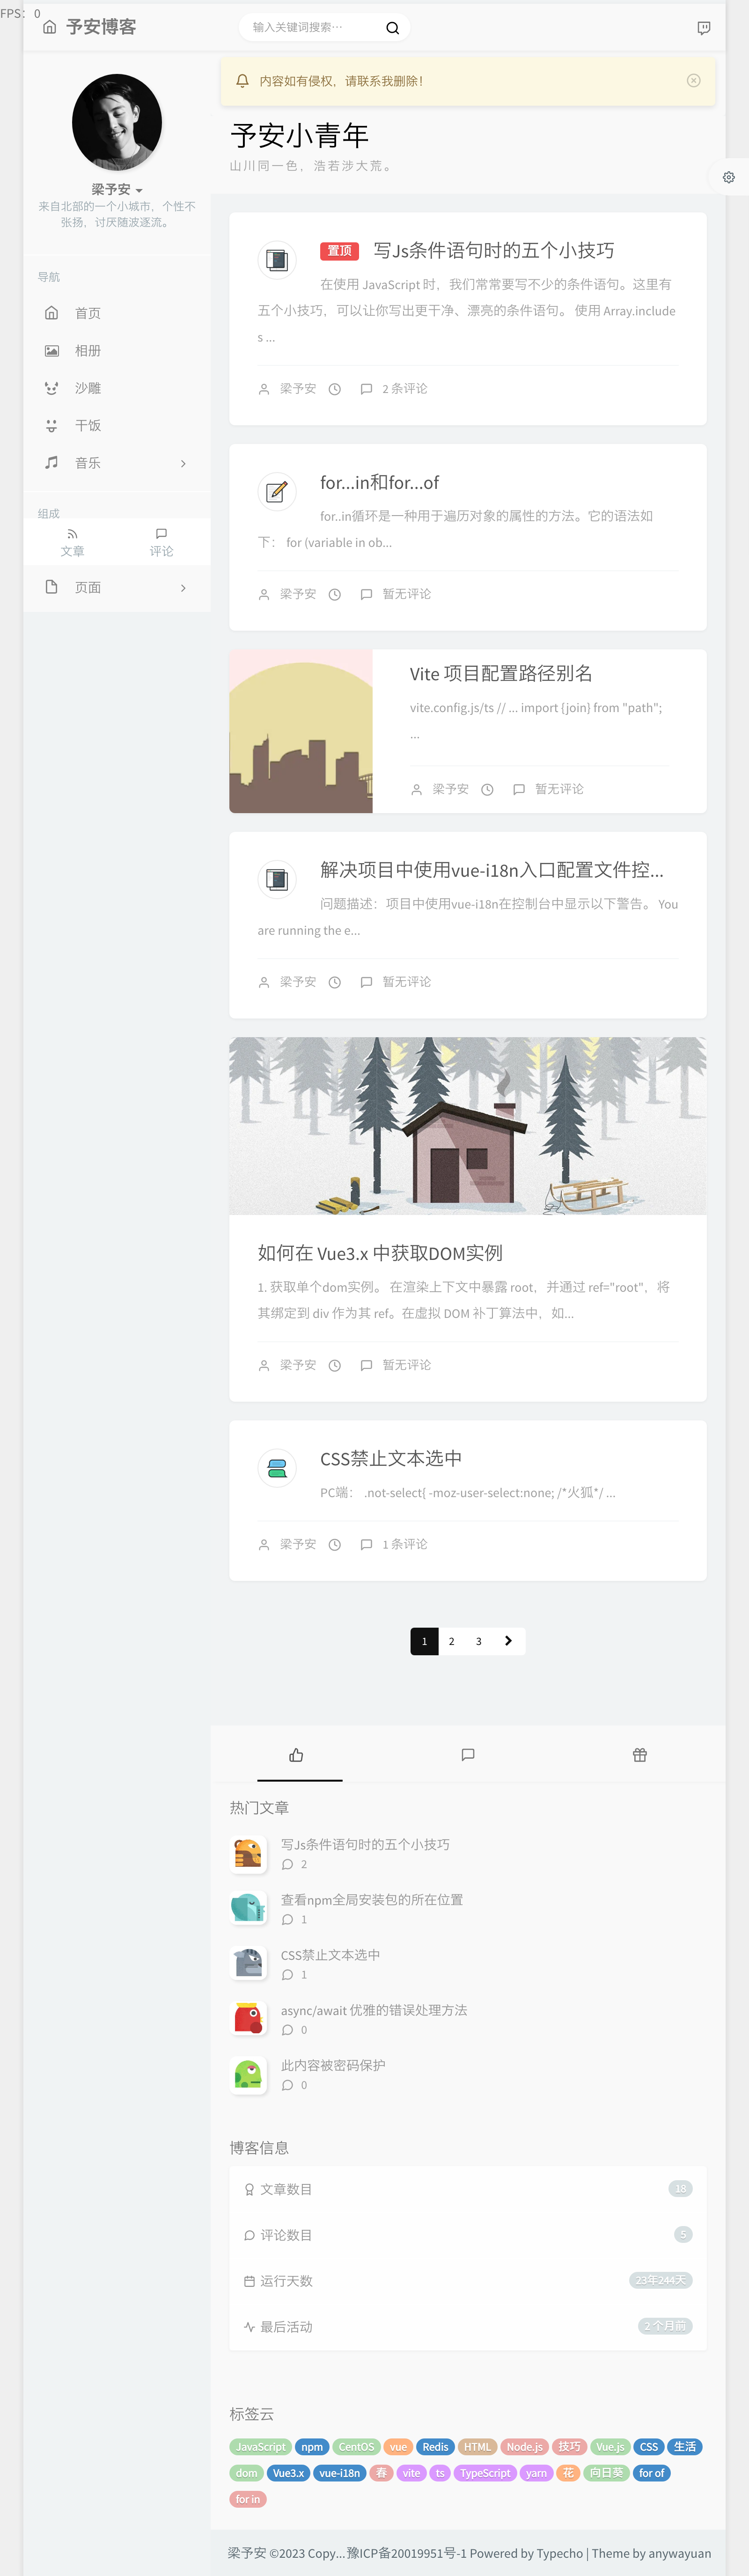 FPS: 0
予安博客
输入关键词搜索…
内容如有侵权，请联系我删除！
梁予安
来自北部的一个小城市，个性不
张扬，讨厌随波逐流。
导航
首页
相册
沙雕
干饭
音乐
组成
文章 评论
页面
予安小青年
山川同一色，浩若涉大荒。
置顶 写Js条件语句时的五个小技巧
在使用 JavaScript 时，我们常常要写不少的条件语句。这里有
五个小技巧，可以让你写出更干净、漂亮的条件语句。 使用 Array.include
s ...
梁予安 2 条评论
for...in和for...of
for..in循环是一种用于遍历对象的属性的方法。它的语法如
下： for (variable in ob...
梁予安 暂无评论
Vite 项目配置路径别名
vite.config.js/ts // ... import {join} from "path";
...
梁予安 暂无评论
解决项目中使用vue-i18n入口配置文件控...
问题描述：项目中使用vue-i18n在控制台中显示以下警告。 You
are running the e...
梁予安 暂无评论
如何在 Vue3.x 中获取DOM实例
1. 获取单个dom实例。 在渲染上下文中暴露 root，并通过 ref="root"，将
其绑定到 div 作为其 ref。在虚拟 DOM 补丁算法中，如...
梁予安 暂无评论
CSS禁止文本选中
PC端： .not-select{ -moz-user-select:none; /*火狐*/ ...
梁予安 1 条评论
1 2 3
热门文章
写Js条件语句时的五个小技巧
2
查看npm全局安装包的所在位置
1
CSS禁止文本选中
1
async/await 优雅的错误处理方法
0
此内容被密码保护
0
博客信息
文章数目 18
评论数目 5
运行天数 23年244天
最后活动 2 个月前
标签云
JavaScript npm CentOS vue Redis HTML Node.js 技巧 Vue.js CSS 生活
dom Vue3.x vue-i18n 春 vite ts TypeScript yarn 花 向日葵 for of
for in
梁予安 ©2023 Copy... 豫ICP备20019951号-1 Powered by Typecho | Theme by anywayuan